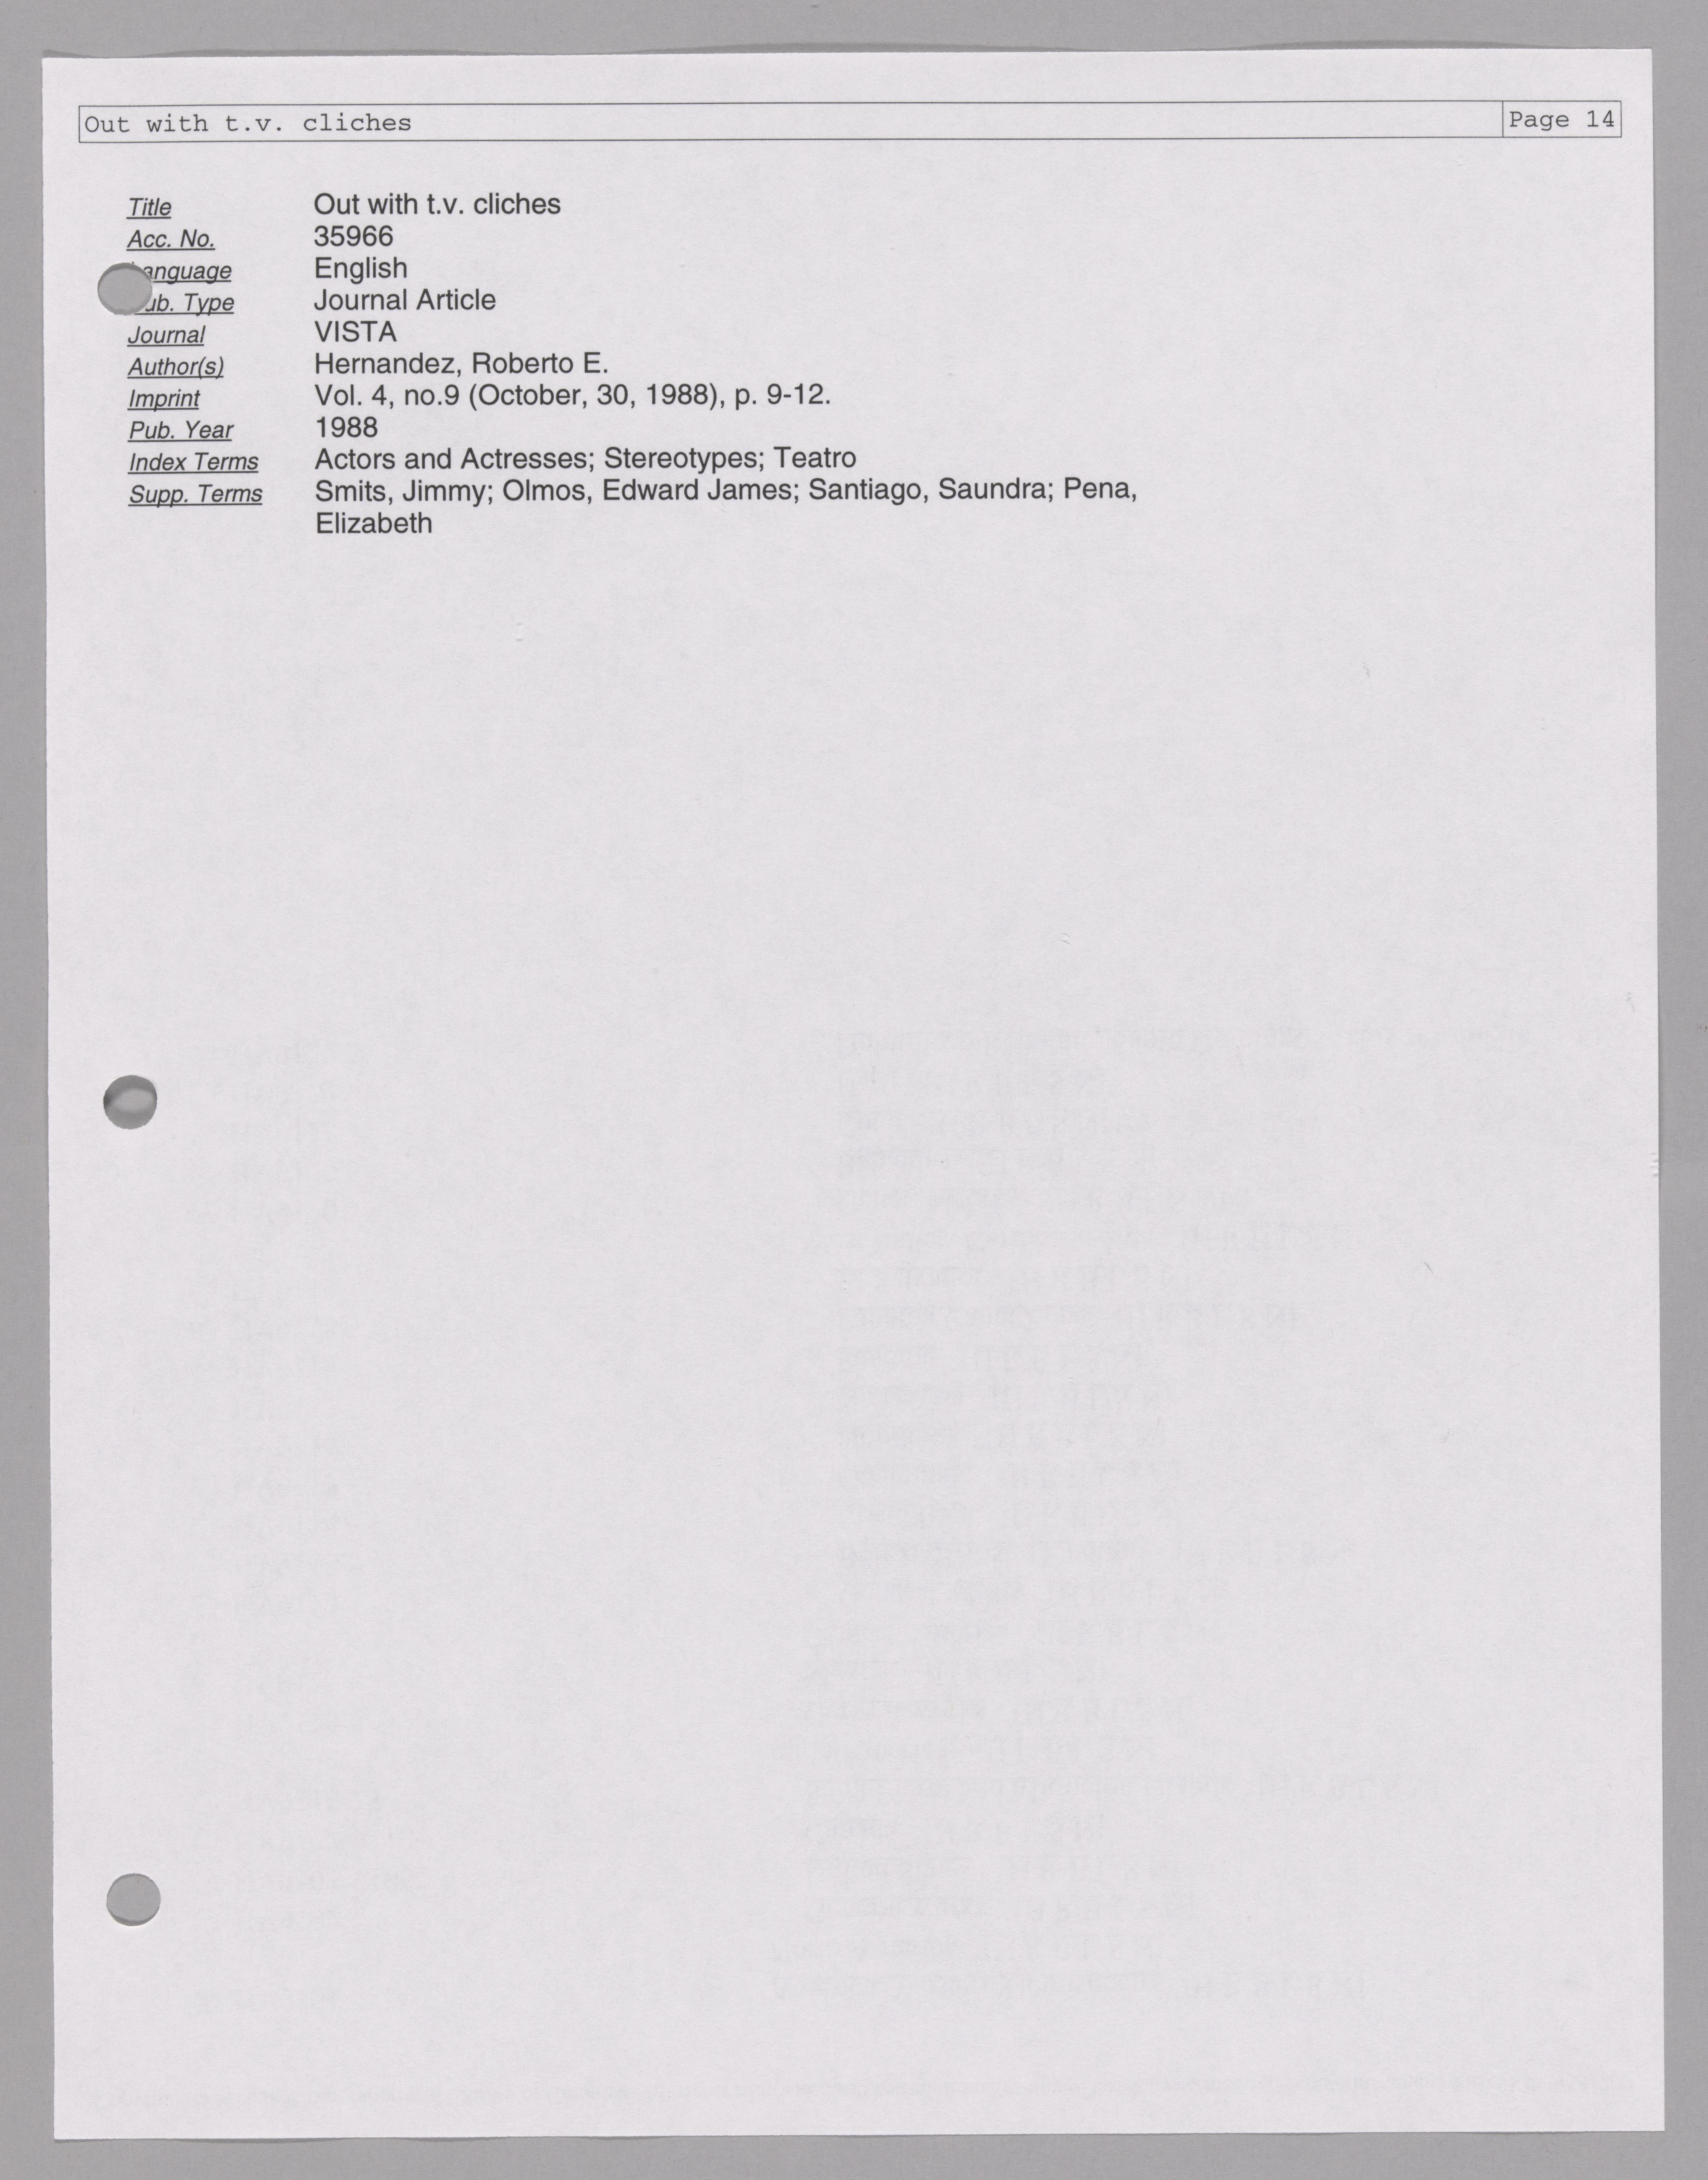 Out with t.v. cliches Page 14
Title Out with t.v. cliches
Acc. No. 35966
anguage English
ub. Type Journal Article
Journal VISTA
Author(s) Hernandez, Roberto E.
Imprint Vol. 4, no.9 (October, 30, 1988), p. 9-12.
Pub. Year 1988
Index Terms Actors and Actresses; Stereotypes; Teatro
Supp. Terms Smits, Jimmy; Olmos, Edward James; Santiago, Saundra; Pena,
Elizabeth